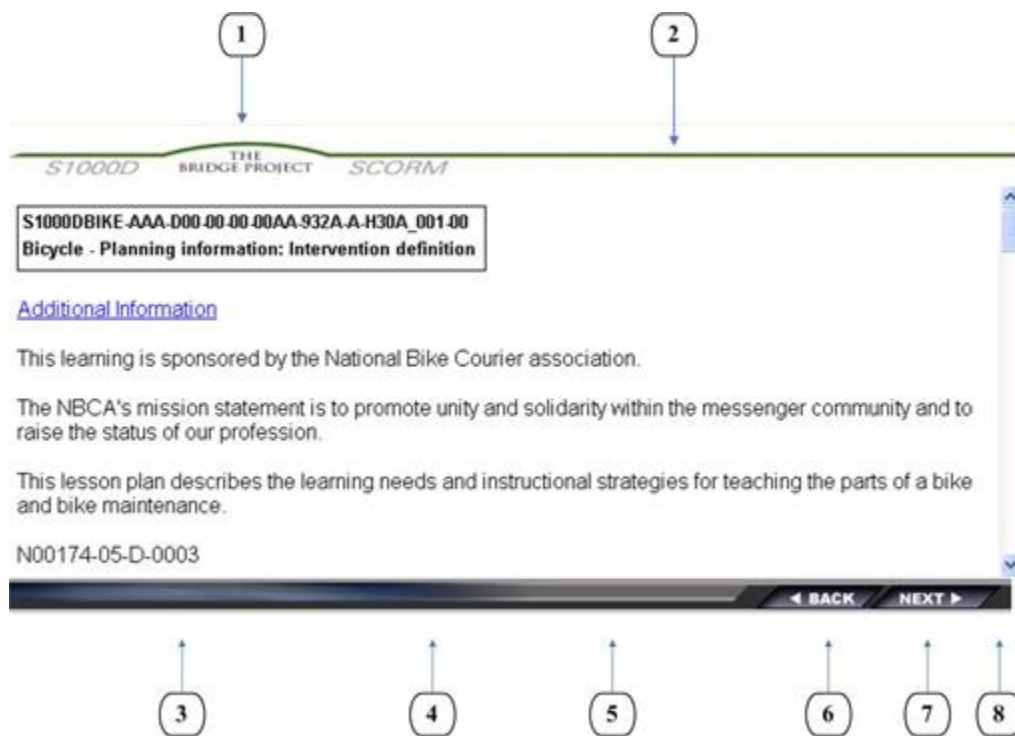 1
2
S1000D THE BRIDGE PROJECT SCORM
S1000DBIKE-AAA-D00-00-00-00AA-932A-A-H30A_001-00
Bicycle - Planning information: Intervention definition
Additional Information
This learning is sponsored by the National Bike Courier association.
The NBCA's mission statement is to promote unity and solidarity within the messenger community and to
raise the status of our profession.
This lesson plan describes the learning needs and instructional strategies for teaching the parts of a bike
and bike maintenance.
N00174-05-D-0003
BACK NEXT
3
4
5
6
7
8